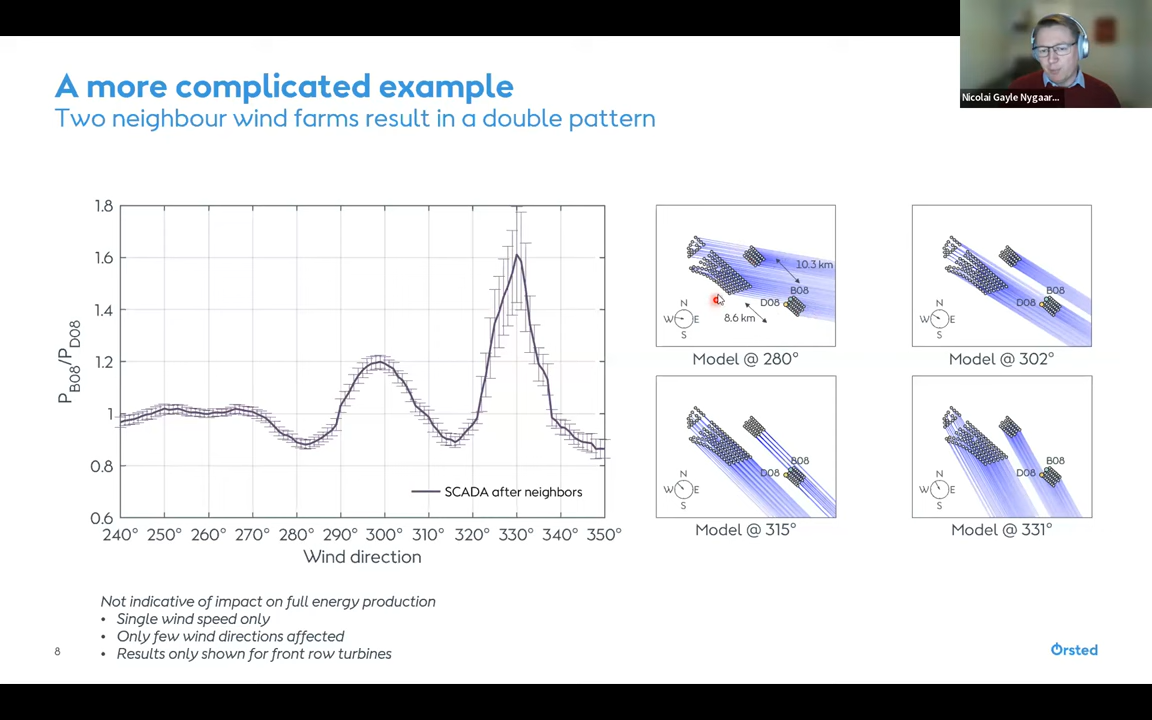 Nicolai Gayle Nygaar...
A more complicated example
Two neighbour wind farms result in a double pattern
1.8
1.6
1.4
1.2
1
0.8
0.6
P_B08/P_D08
SCADA after neighbors
240° 250° 260° 270° 280° 290° 300° 310° 320° 330° 340° 350°
Wind direction
10.3 km
B08
D08
8.6 km
N
W E
S
Model @ 280°
B08
D08
N
W E
S
Model @ 302°
B08
D08
N
W E
S
Model @ 315°
B08
D08
N
W E
S
Model @ 331°
Not indicative of impact on full energy production
• Single wind speed only
• Only few wind directions affected
• Results only shown for front row turbines
8
Ørsted